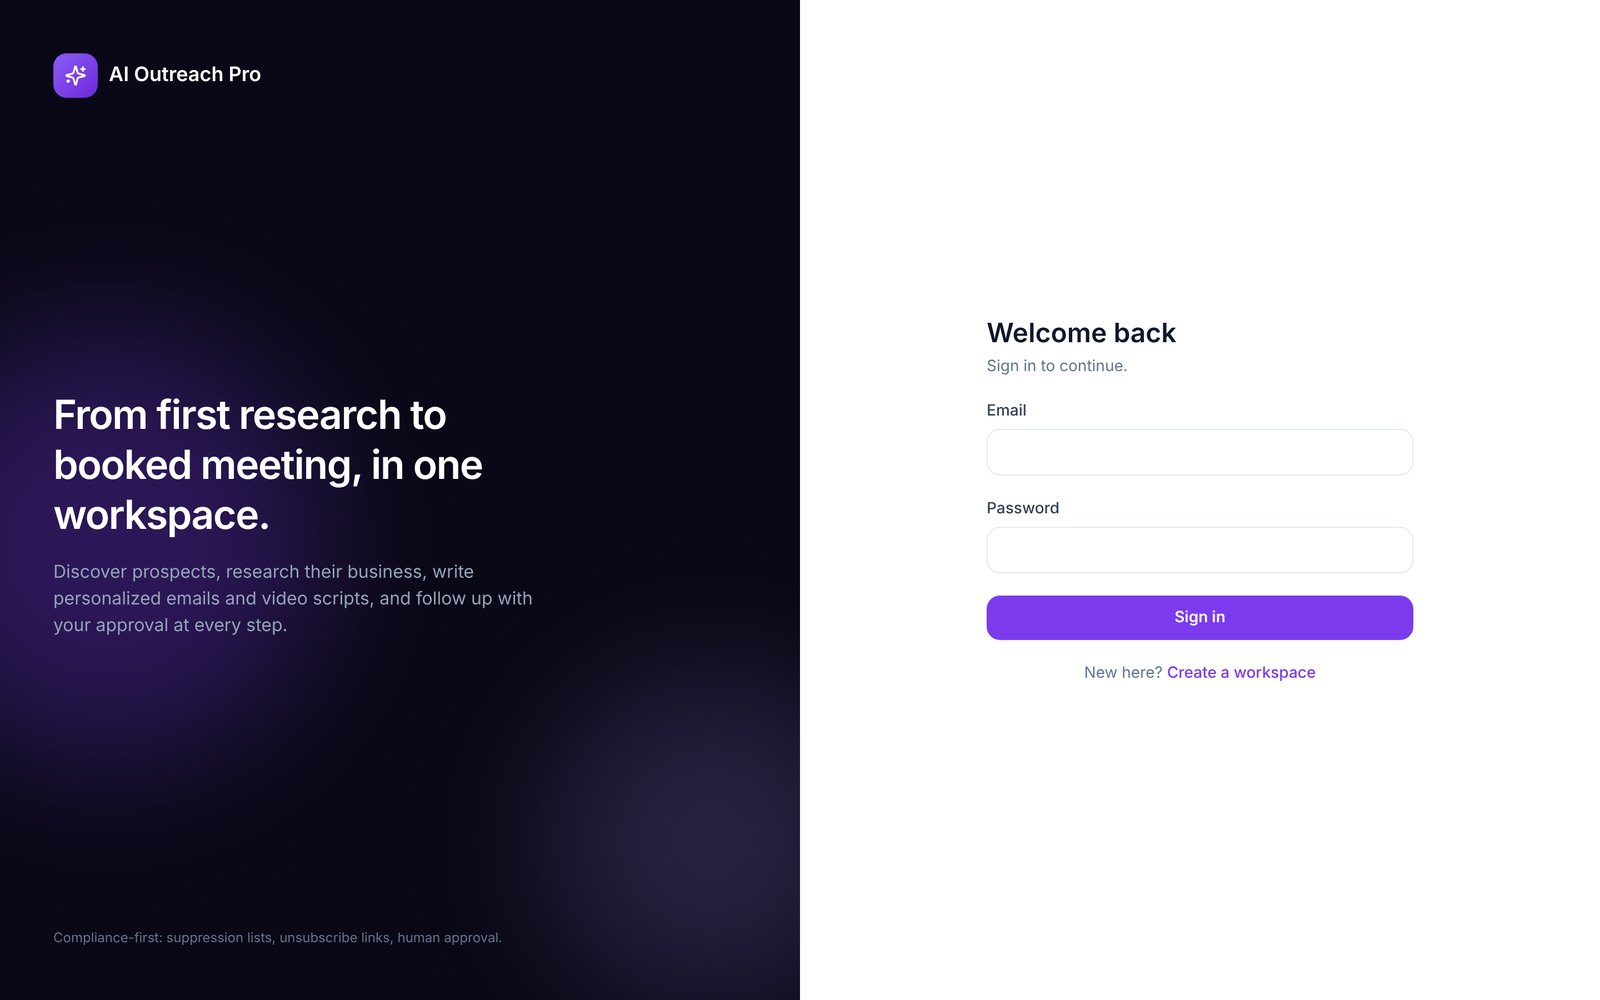 AI Outreach Pro
From first research to
booked meeting, in one
workspace.
Discover prospects, research their business, write
personalized emails and video scripts, and follow up with
your approval at every step.
Compliance-first: suppression lists, unsubscribe links, human approval.
Welcome back
Sign in to continue.
Email
Password
Sign in
New here? Create a workspace